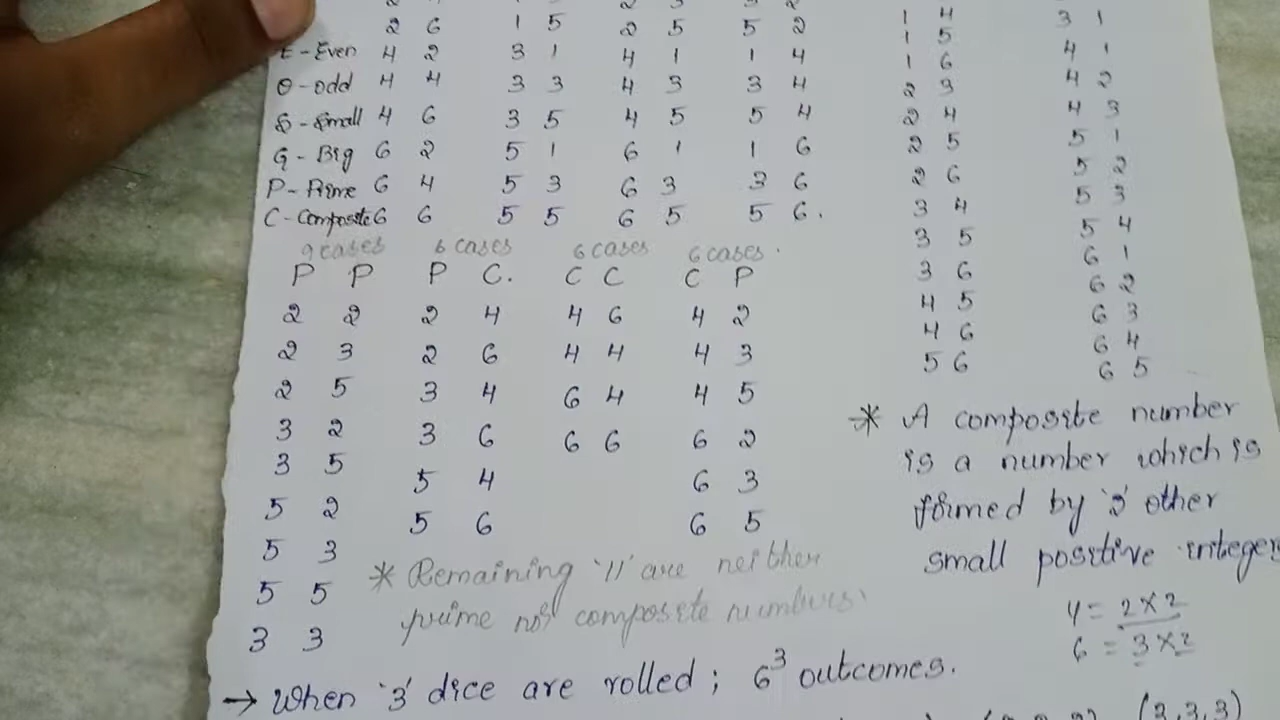 2 6 1 5 2 5 5 2
E - Even 4 2 3 1 4 1 1 4
O - odd 4 4 3 3 4 3 3 4
S - Small 4 6 3 5 4 5 5 4
G - Big 6 2 5 1 6 1 1 6
P - Prime 6 4 5 3 6 3 3 6
C - Composite 6 6 5 5 6 5 5 6.
9 cases 6 cases 6 cases 6 cases.
P P P C. C C C P
2 2 2 4 4 6 4 2
2 3 2 6 4 4 4 3
2 5 3 4 6 4 4 5
3 2 3 6 6 6 6 2
3 5 5 4 6 3
5 2 5 6 6 5
5 3
5 5
3 3
* Remaining '11' are neither
prime nor composite numbers.
1 4 3 1
1 5 4 1
1 6 4 2
2 3 4 3
2 4 5 1
2 5 5 2
2 6 5 3
3 4 5 4
3 5 6 1
3 6 6 2
4 5 6 3
4 6 6 4
5 6 6 5
* A composite number
is a number which is
formed by '2' other
small positive integers
4 = 2×2
6 = 3×2
→ When '3' dice are rolled; 6³ outcomes.
(3,3,3)